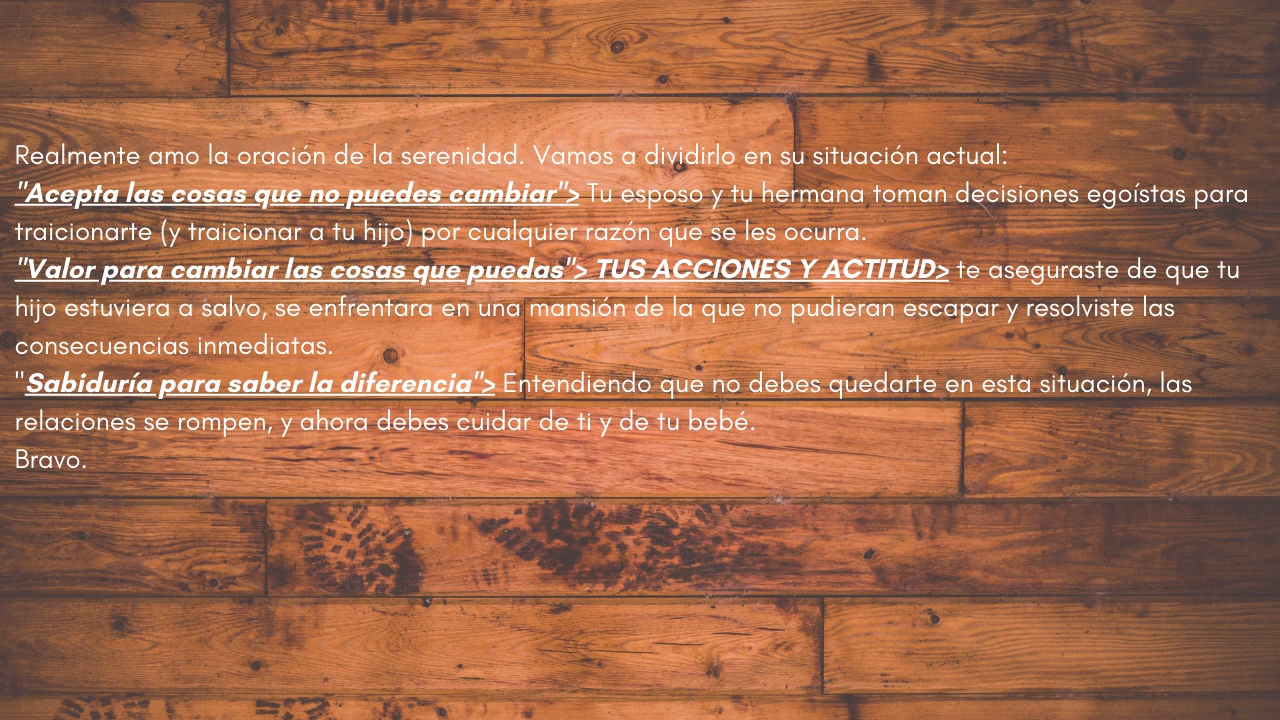 Realmente amo la oración de la serenidad. Vamos a dividirlo en su situación actual:
"Acepta las cosas que no puedes cambiar"> Tu esposo y tu hermana toman decisiones egoístas para
traicionarte (y traicionar a tu hijo) por cualquier razón que se les ocurra.
"Valor para cambiar las cosas que puedas"> TUS ACCIONES Y ACTITUD> te aseguraste de que tu
hijo estuviera a salvo, se enfrentara en una mansión de la que no pudieran escapar y resolviste las
consecuencias inmediatas.
"Sabiduría para saber la diferencia"> Entendiendo que no debes quedarte en esta situación, las
relaciones se rompen, y ahora debes cuidar de ti y de tu bebé.
Bravo.